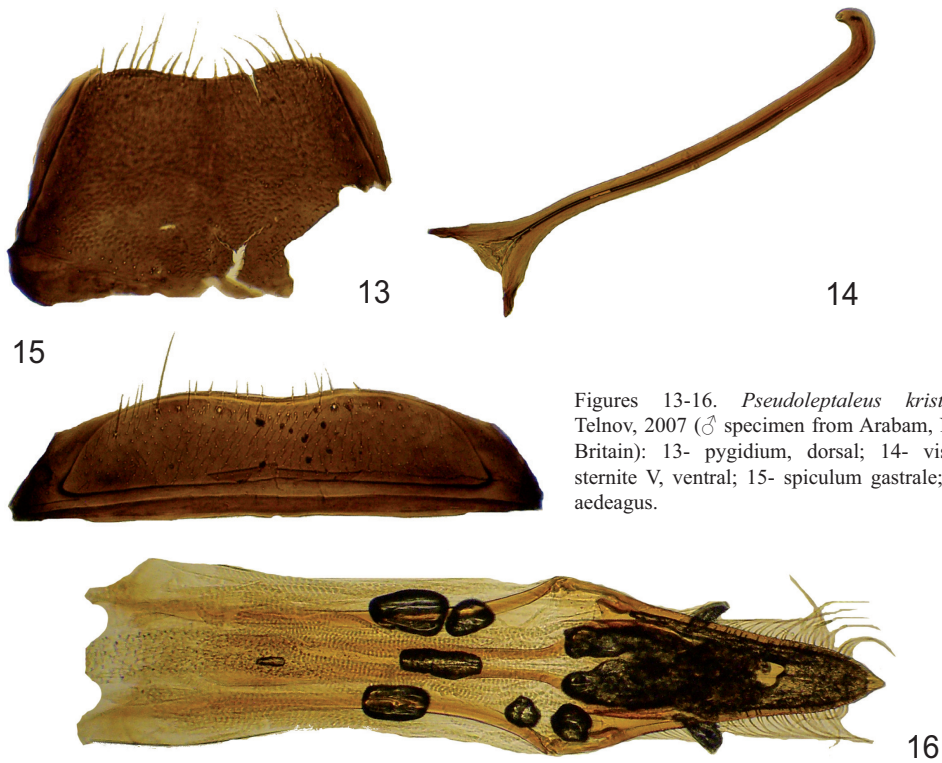 13
14
15
Figures 13-16. Pseudoleptaleus krist
Telnov, 2007 (♂ specimen from Arabam,
Britain): 13- pygidium, dorsal; 14- vis
sternite V, ventral; 15- spiculum gastrale;
aedeagus.
16